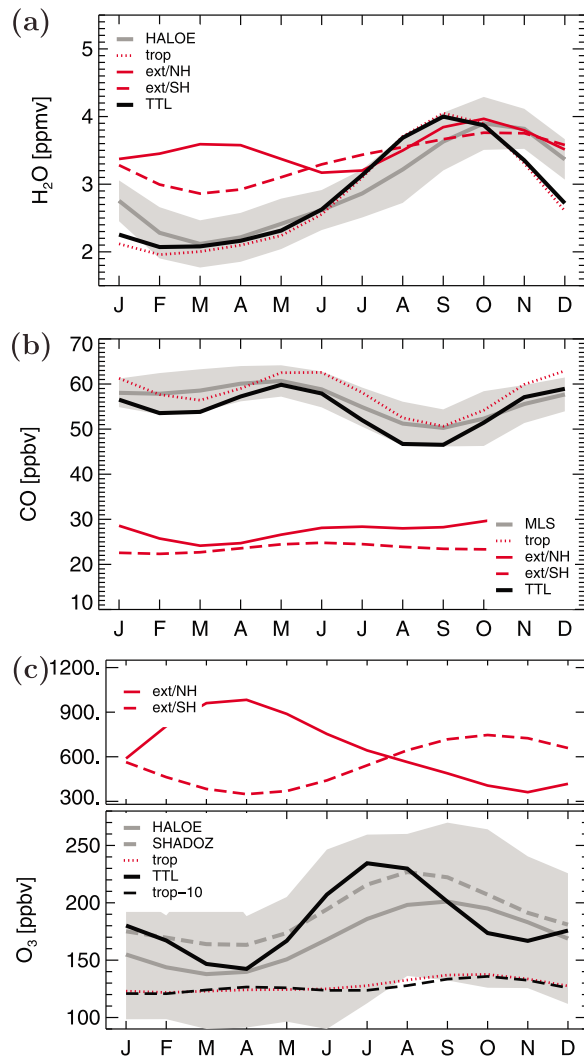 (a)
5
4
3
2
H2O [ppmv]
HALOE
trop
ext/NH
ext/SH
TTL
J F M A M J J A S O N D
(b)
70
60
50
40
30
20
10
CO [ppbv]
MLS
trop
ext/NH
ext/SH
TTL
J F M A M J J A S O N D
(c)
1200.
900.
600.
300.
ext/NH
ext/SH
250
200
150
100
O3 [ppbv]
HALOE
SHADOZ
trop
TTL
trop-10
J F M A M J J A S O N D